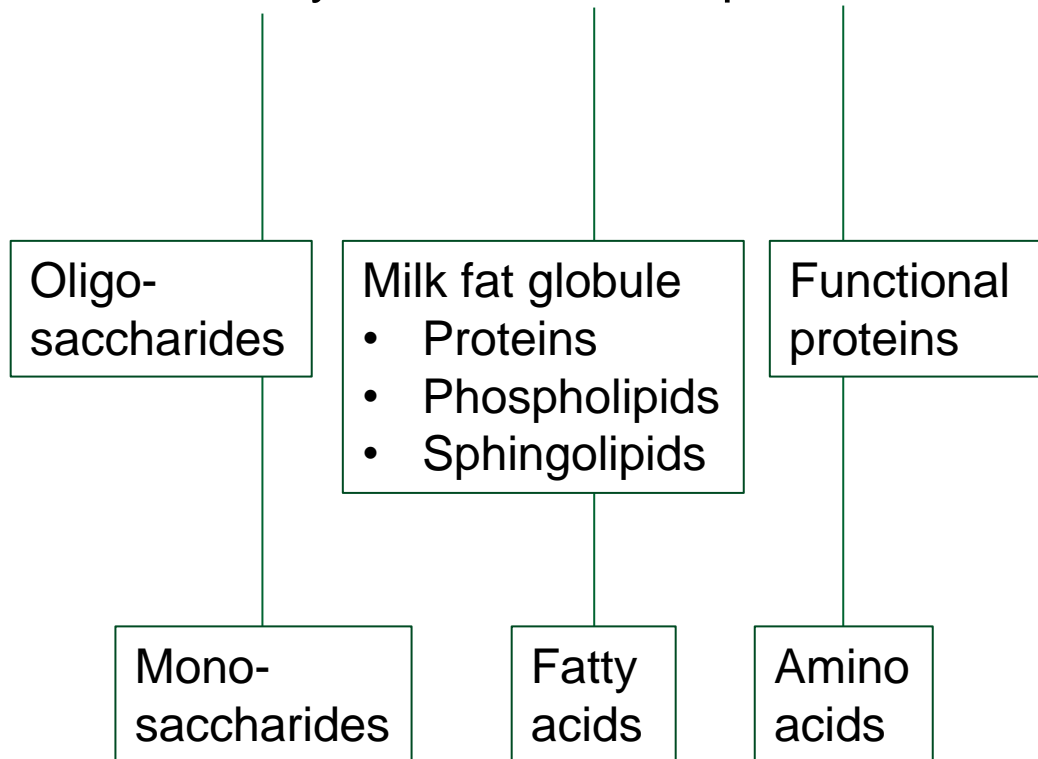 Oligo-
saccharides
Milk fat globule
• Proteins
• Phospholipids
• Sphingolipids
Functional
proteins
Mono-
saccharides
Fatty
acids
Amino
acids